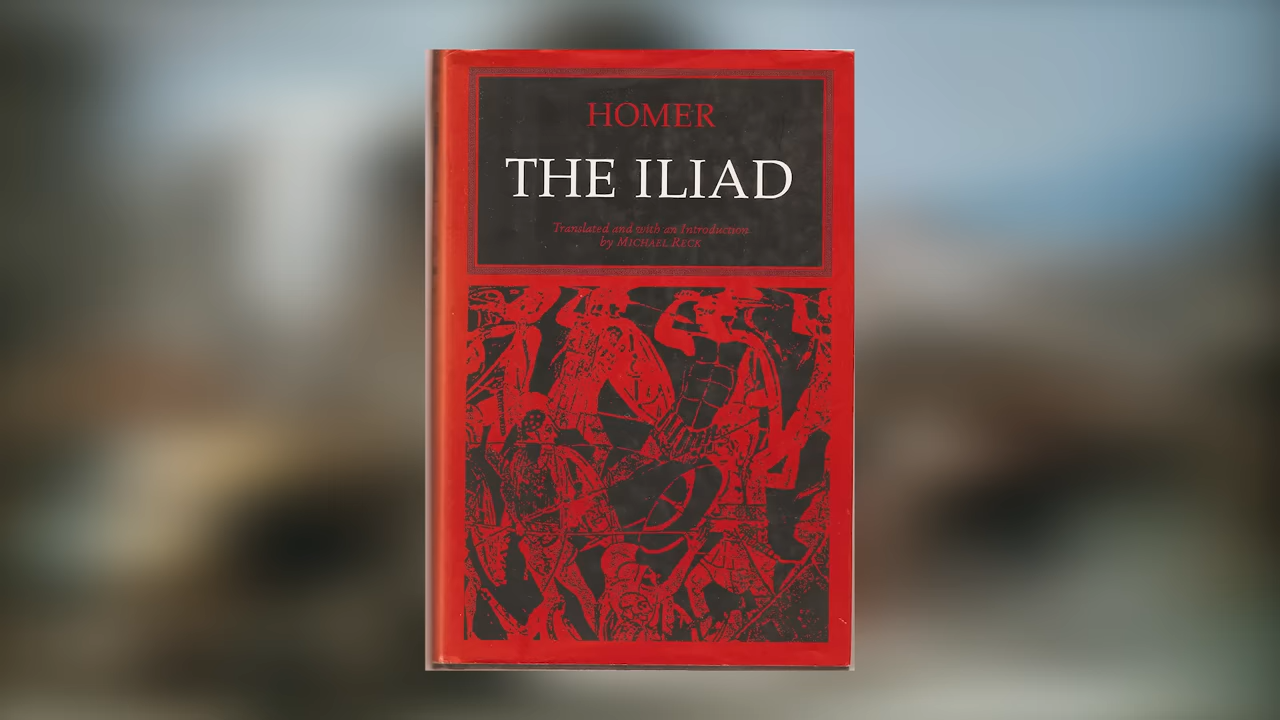 HOMER
THE ILIAD
Translated and with an Introduction
by MICHAEL RECK